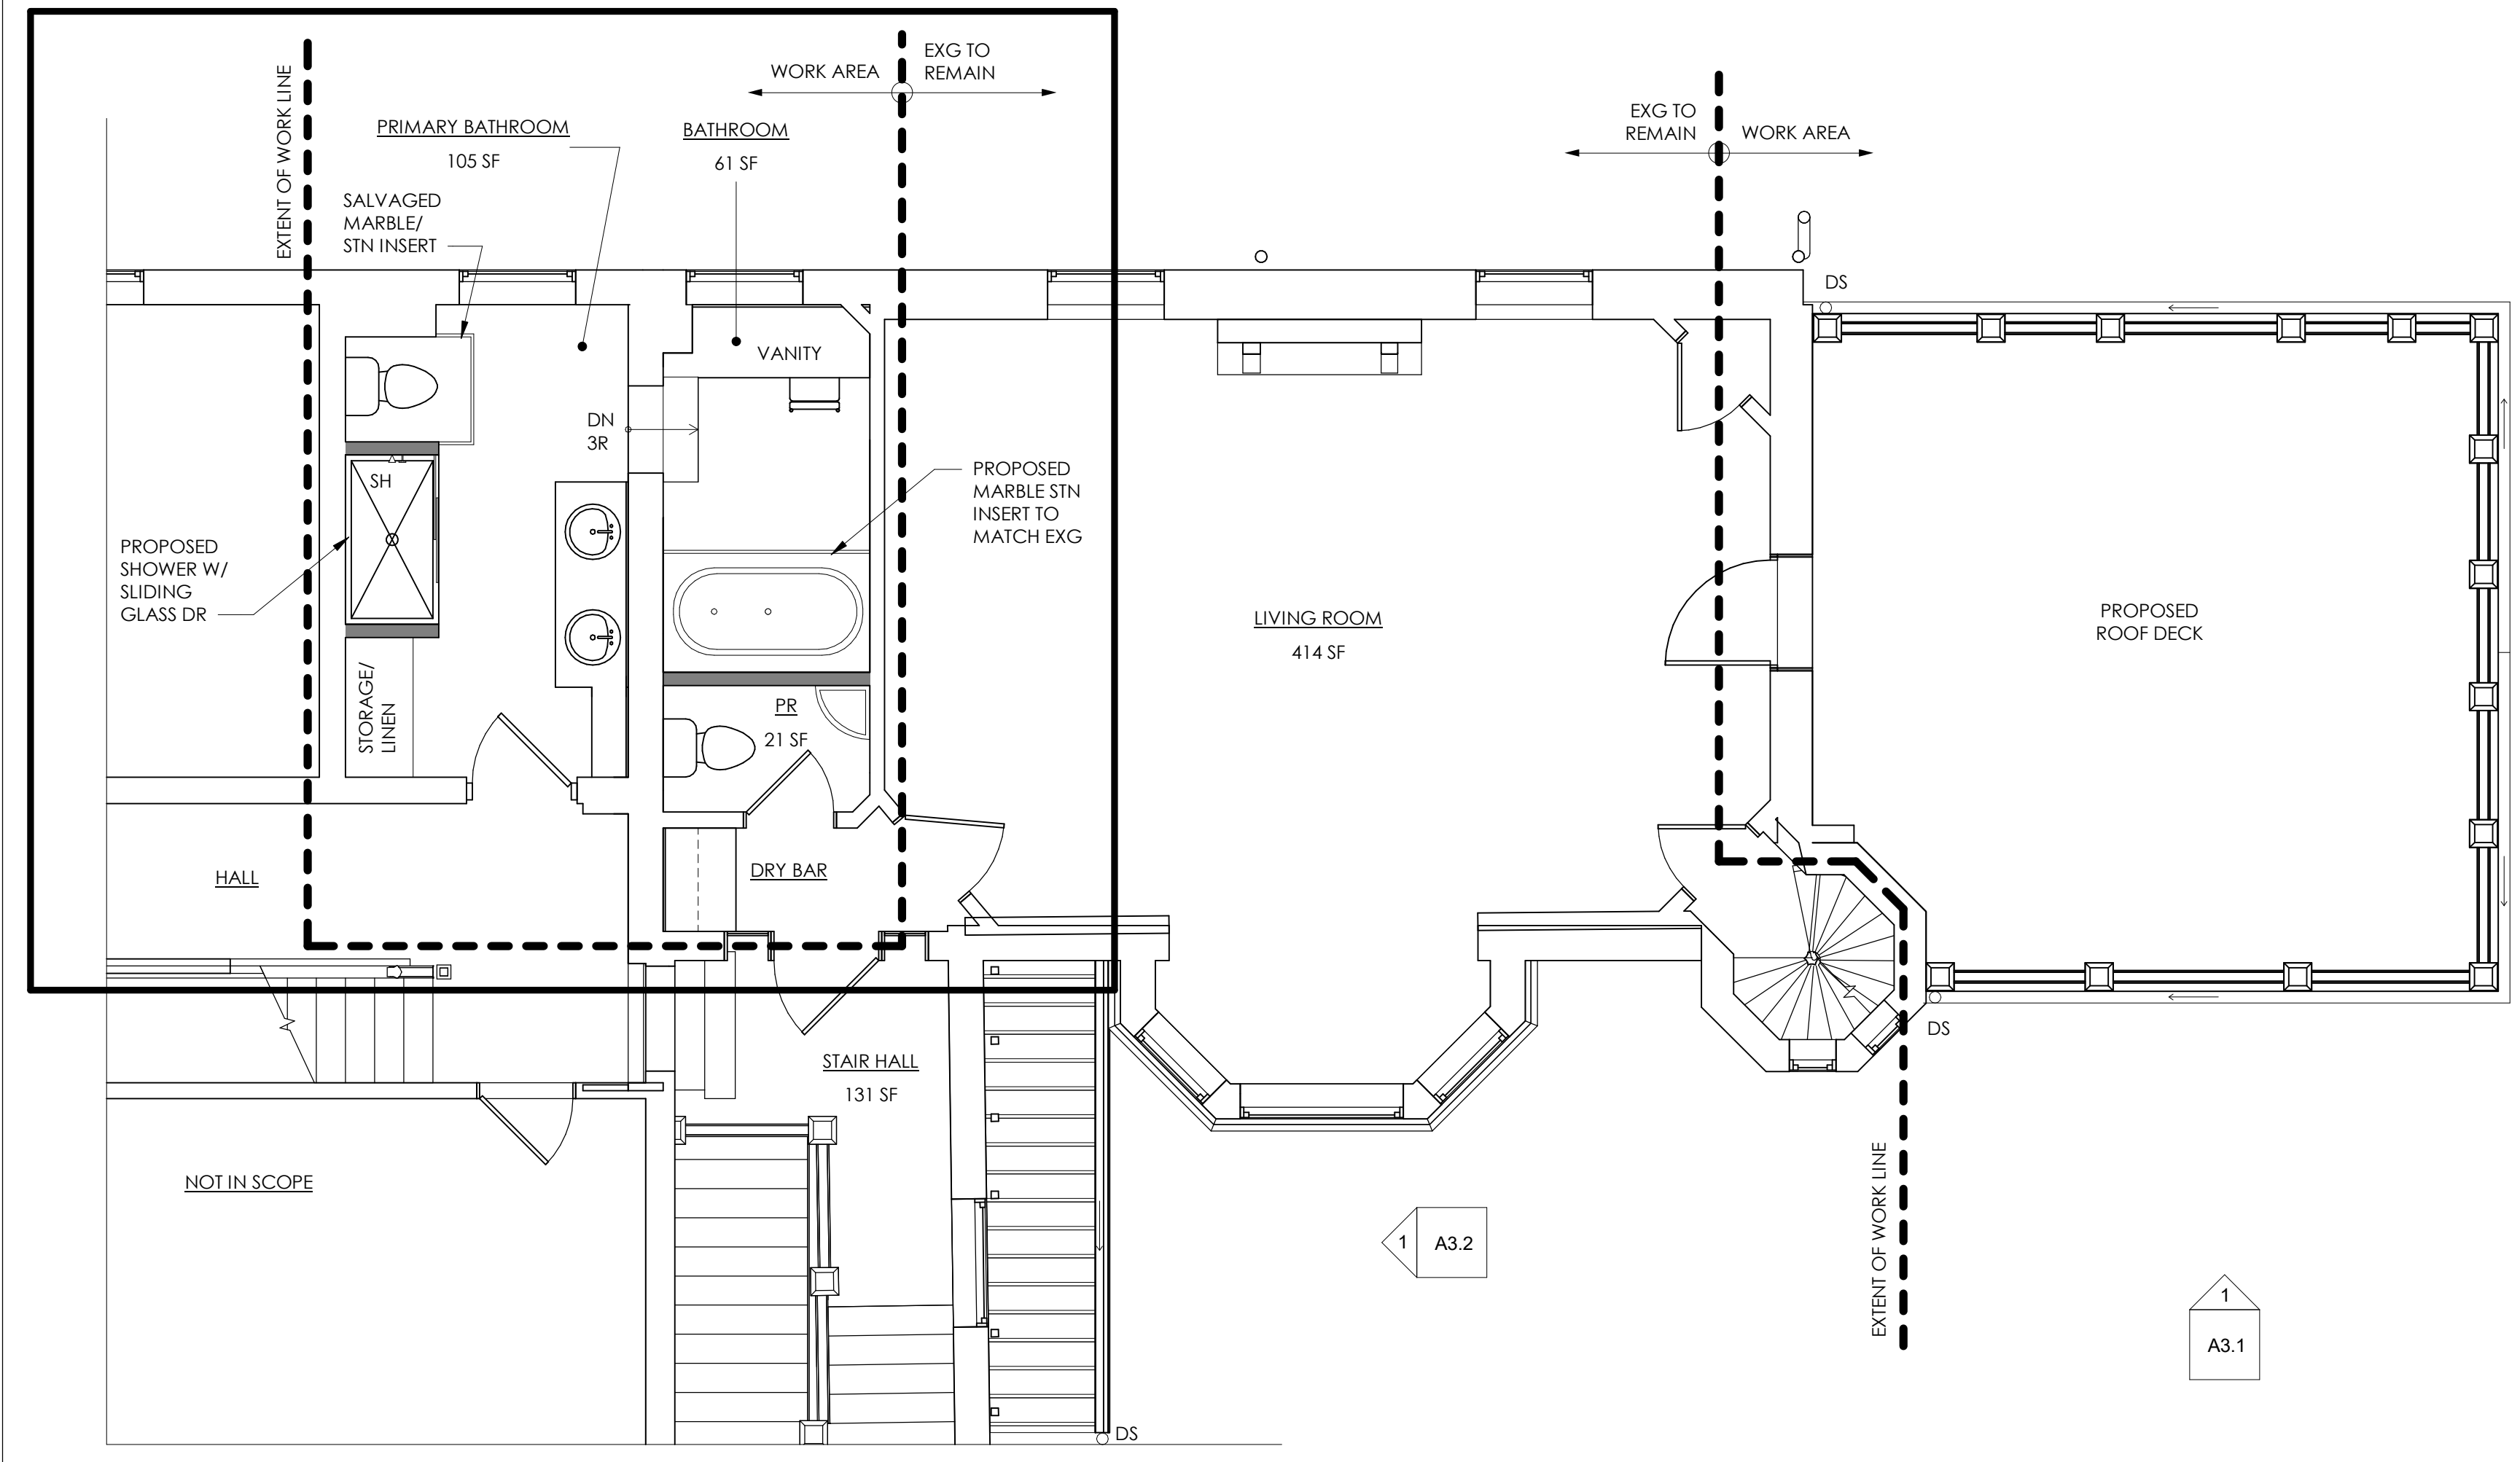 EXTENT OF WORK LINE
WORK AREA
EXG TO
REMAIN
PRIMARY BATHROOM
105 SF
BATHROOM
61 SF
SALVAGED
MARBLE/
STN INSERT
EXG TO
REMAIN
WORK AREA
DS
VANITY
DN
3R
SH
PROPOSED
MARBLE STN
INSERT TO
MATCH EXG
PROPOSED
SHOWER W/
SLIDING
GLASS DR
LIVING ROOM
414 SF
PROPOSED
ROOF DECK
STORAGE/
LINEN
PR
21 SF
HALL
DRY BAR
DS
STAIR HALL
131 SF
NOT IN SCOPE
1
A3.2
EXTENT OF WORK LINE
1
A3.1
DS